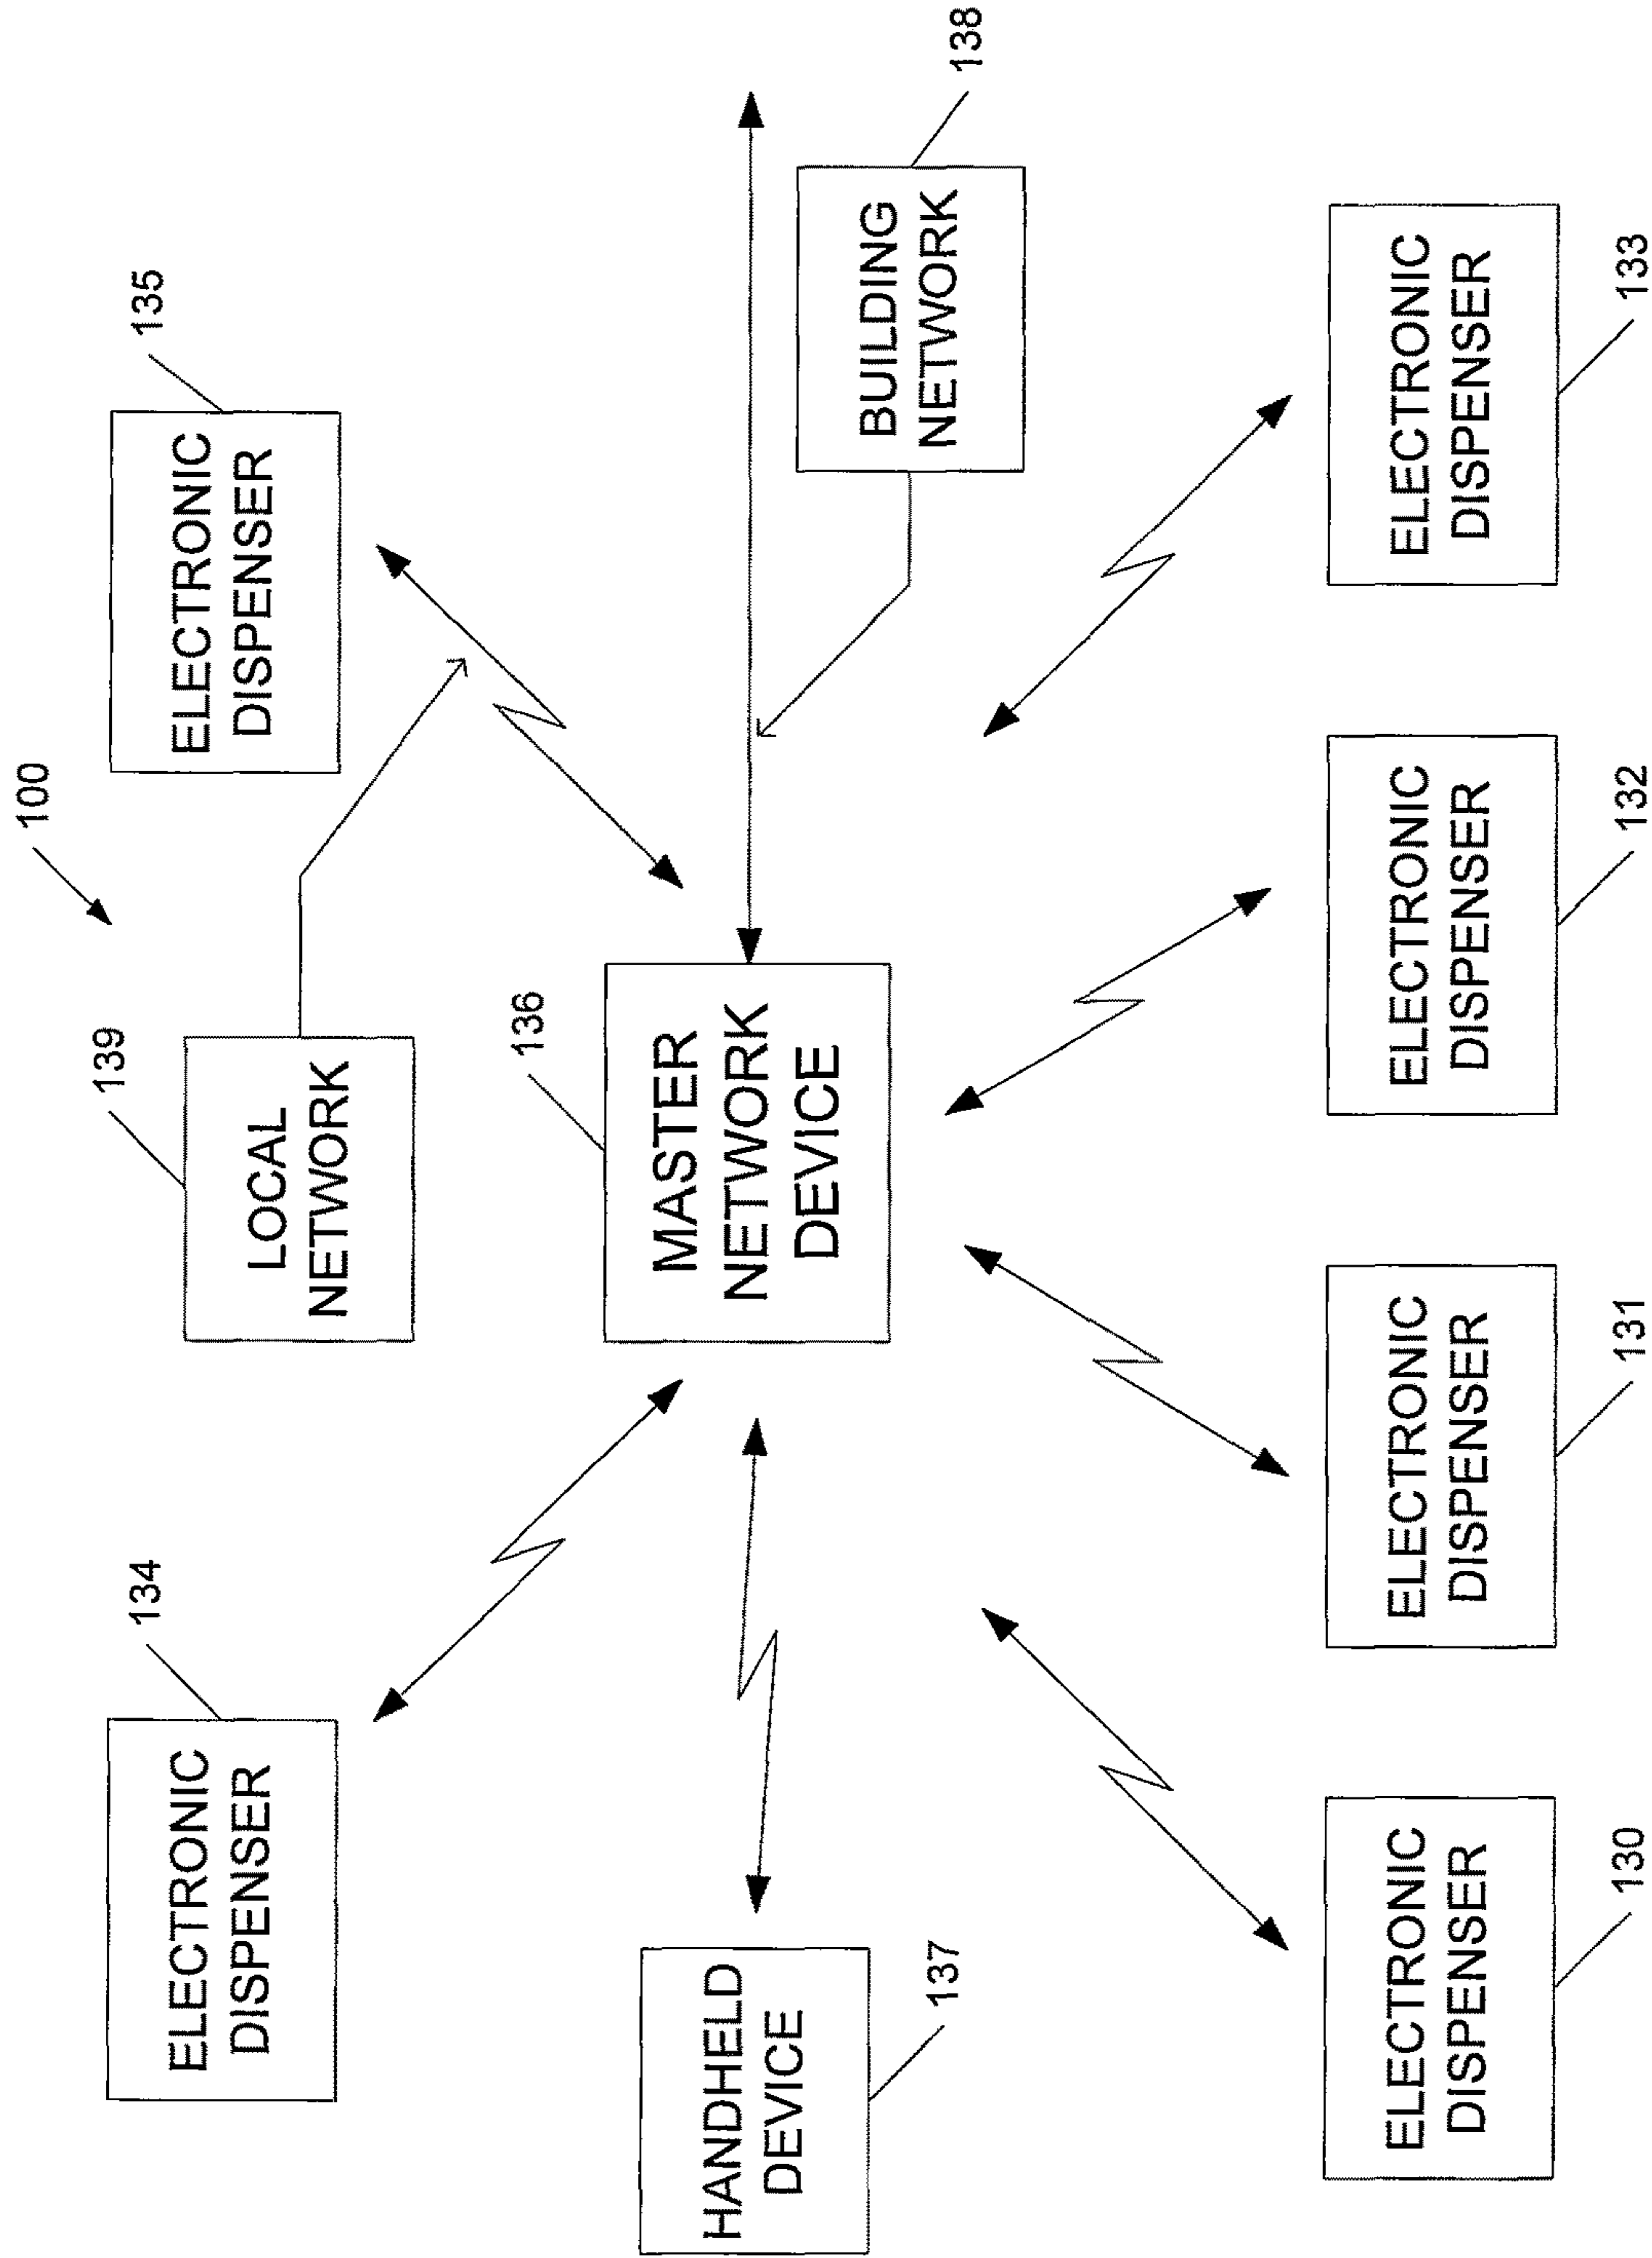 100
134
ELECTRONIC
DISPENSER
139
LOCAL
NETWORK
135
ELECTRONIC
DISPENSER
HANDHELD
DEVICE
137
136
MASTER
NETWORK
DEVICE
BUILDING
NETWORK
138
ELECTRONIC
DISPENSER
130
ELECTRONIC
DISPENSER
131
ELECTRONIC
DISPENSER
132
ELECTRONIC
DISPENSER
133